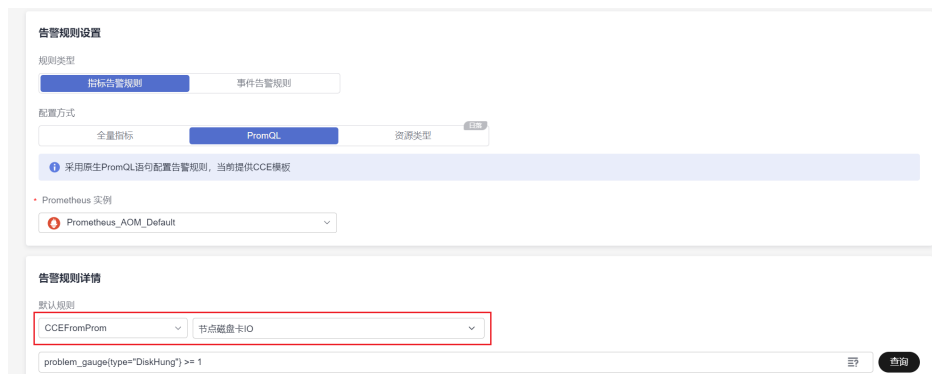 告警规则设置
规则类型
指标告警规则 事件告警规则
配置方式
全量指标 PromQL 资源类型 日落
采用原生PromQL语句配置告警规则，当前提供CCE模板
* Prometheus 实例
Prometheus_AOM_Default
告警规则详情
默认规则
CCEFromProm 节点磁盘卡IO
problem_gauge{type="DiskHung"} >= 1 查询